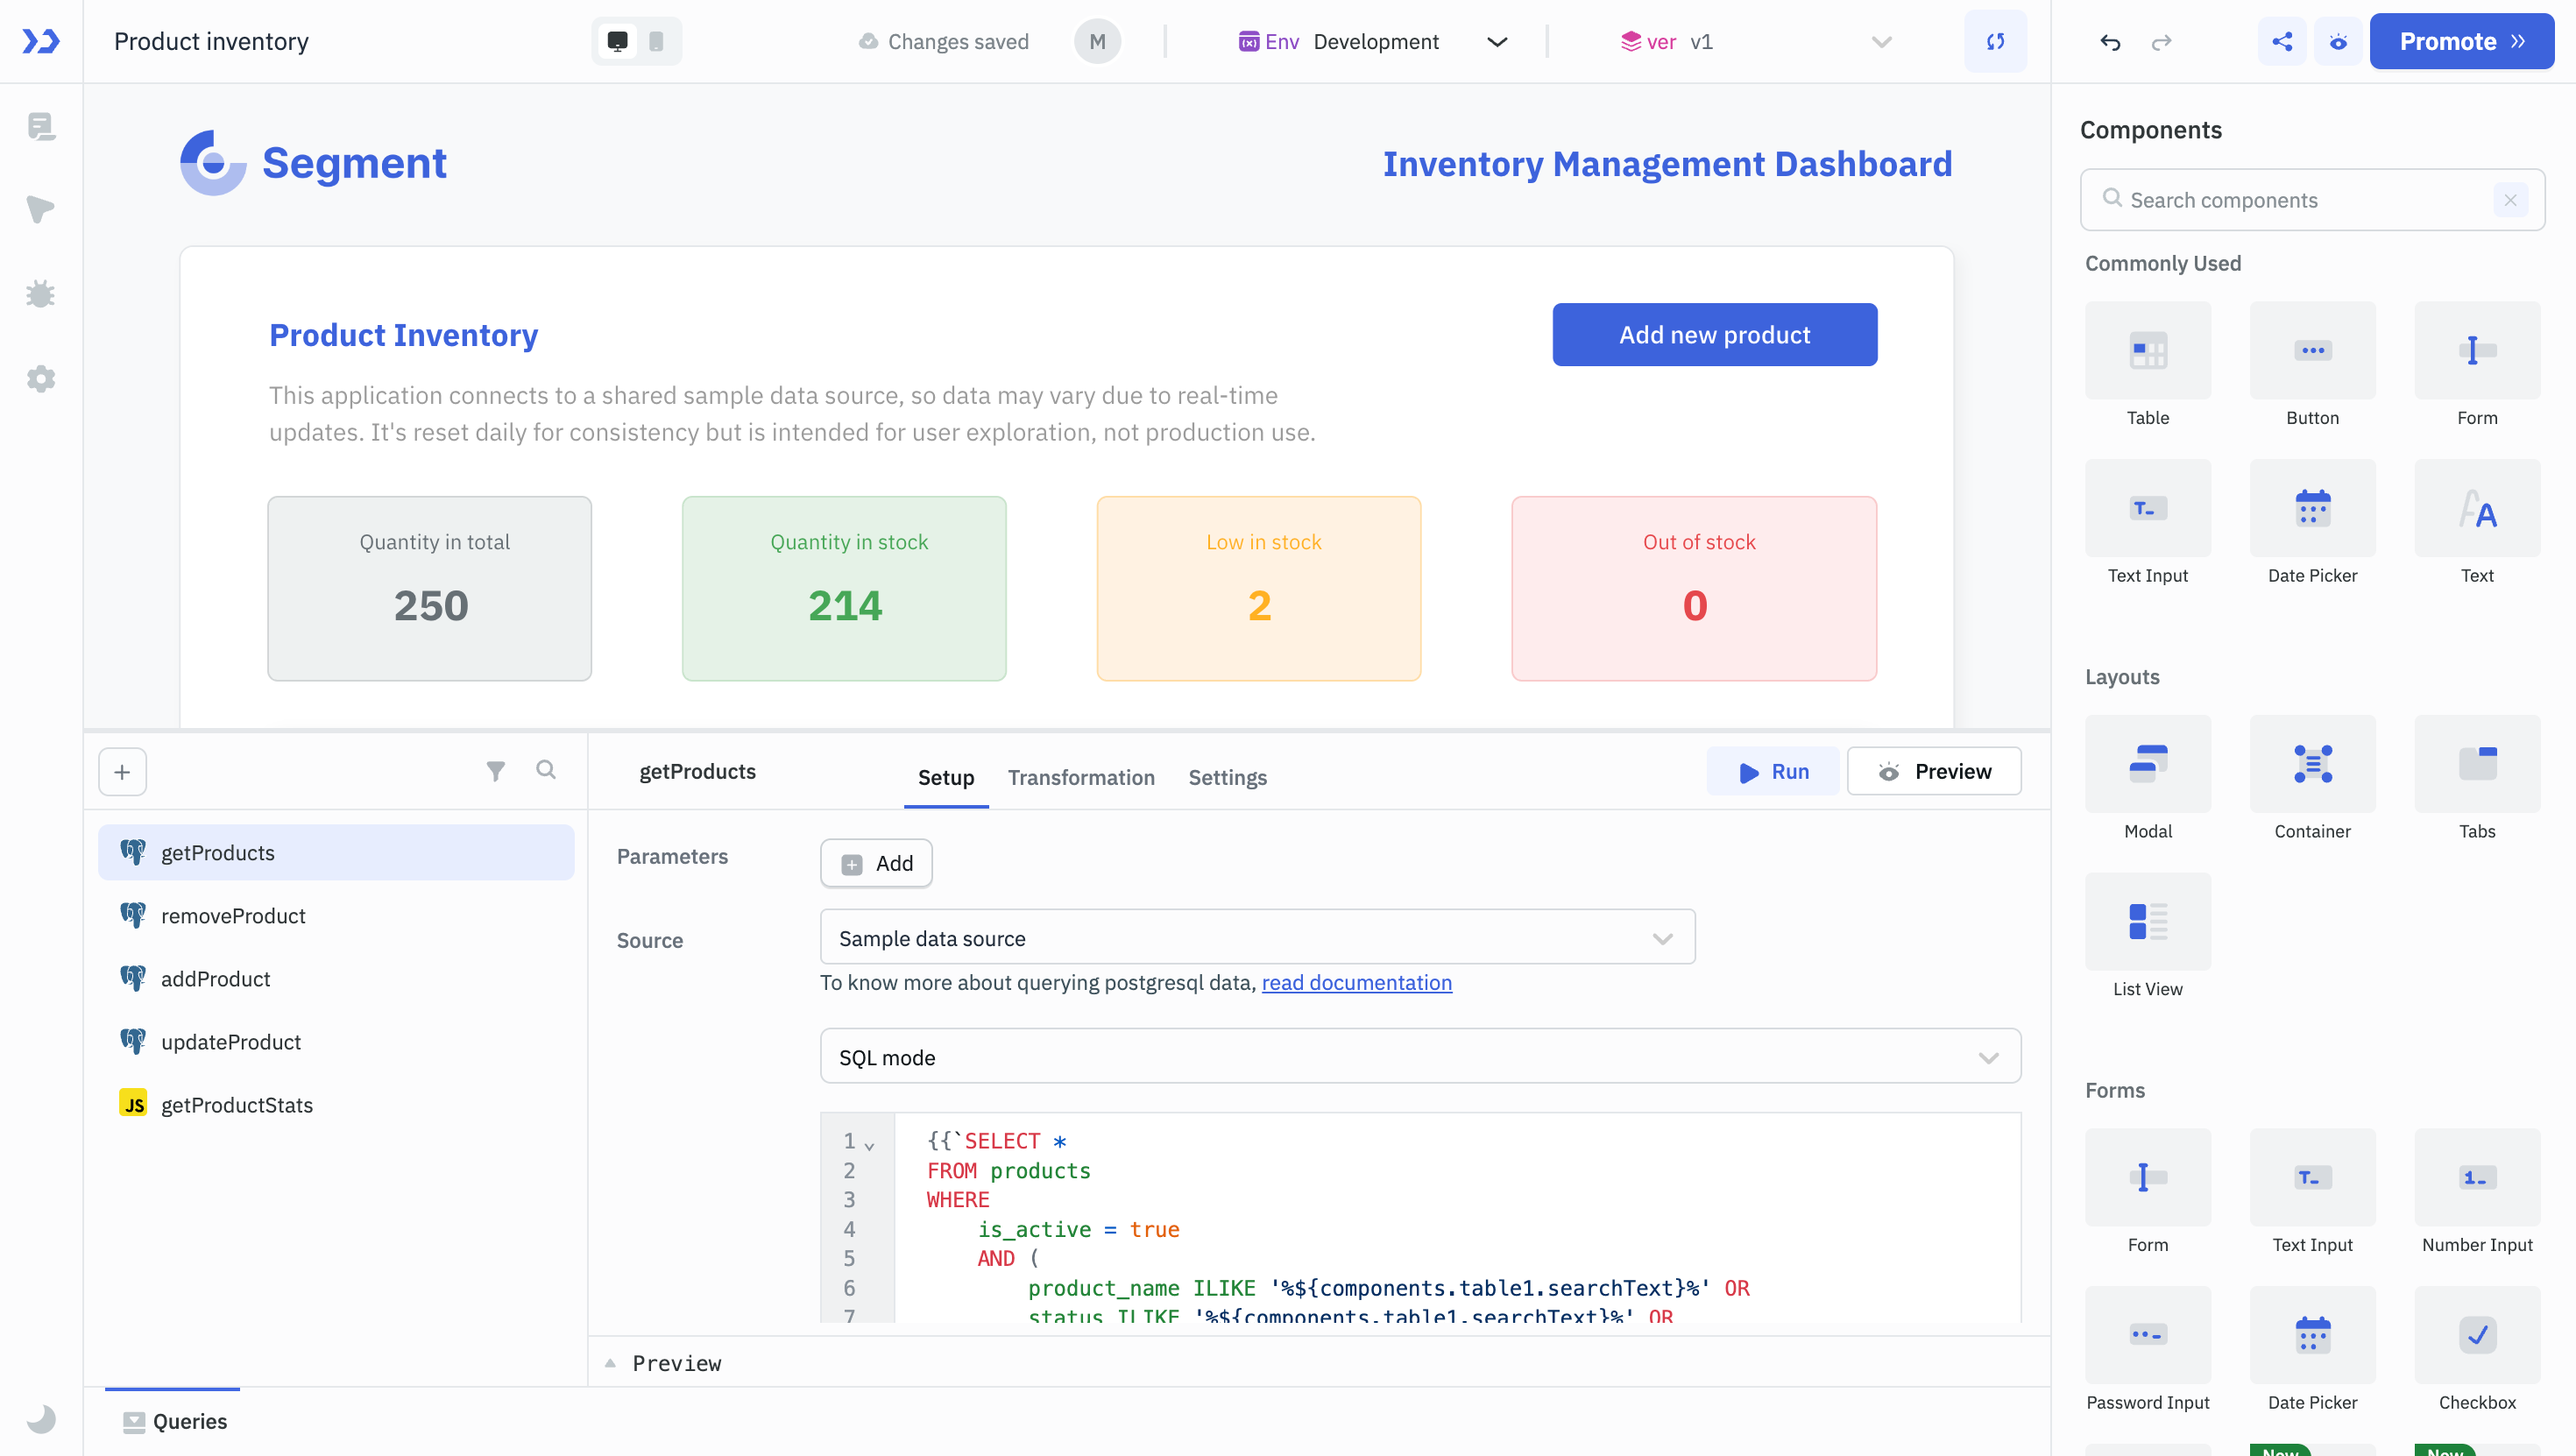 Product inventory
Changes saved
M
Env Development
ver v1
Promote
Segment
Inventory Management Dashboard
Product Inventory
Add new product
This application connects to a shared sample data source, so data may vary due to real-time
updates. It's reset daily for consistency but is intended for user exploration, not production use.
Quantity in total
250
Quantity in stock
214
Low in stock
2
Out of stock
0
getProducts
removeProduct
addProduct
updateProduct
JS getProductStats
getProducts
Setup
Transformation
Settings
Run
Preview
Parameters
Add
Source
Sample data source
To know more about querying postgresql data, read documentation
SQL mode
1 {{`SELECT *
2 FROM products
3 WHERE
4 is_active = true
5 AND (
6 product_name ILIKE '%${components.table1.searchText}%' OR
7 status ILIKE '%${components.table1.searchText}%' OR
Preview
Queries
Components
Search components
Commonly Used
Table
Button
Form
Text Input
Date Picker
Text
Layouts
Modal
Container
Tabs
List View
Forms
Form
Text Input
Number Input
Password Input
Date Picker
Checkbox
New
New